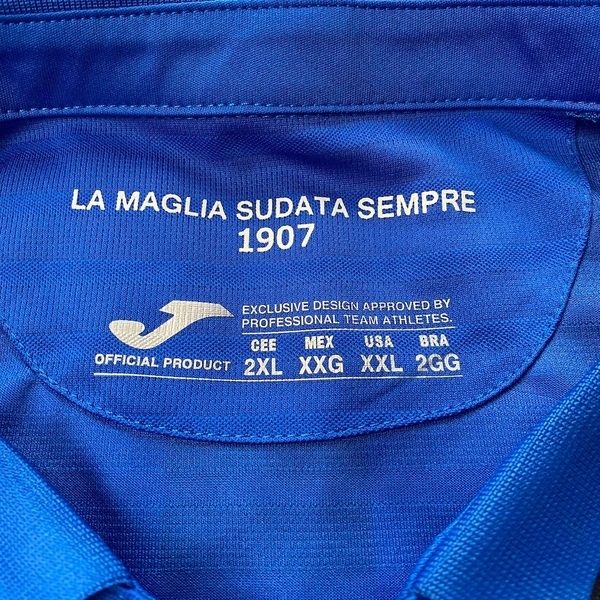 LA MAGLIA SUDATA SEMPRE
1907
EXCLUSIVE DESIGN APPROVED BY
PROFESSIONAL TEAM ATHLETES.
OFFICIAL PRODUCT
CEE MEX USA BRA
2XL XXG XXL 2GG